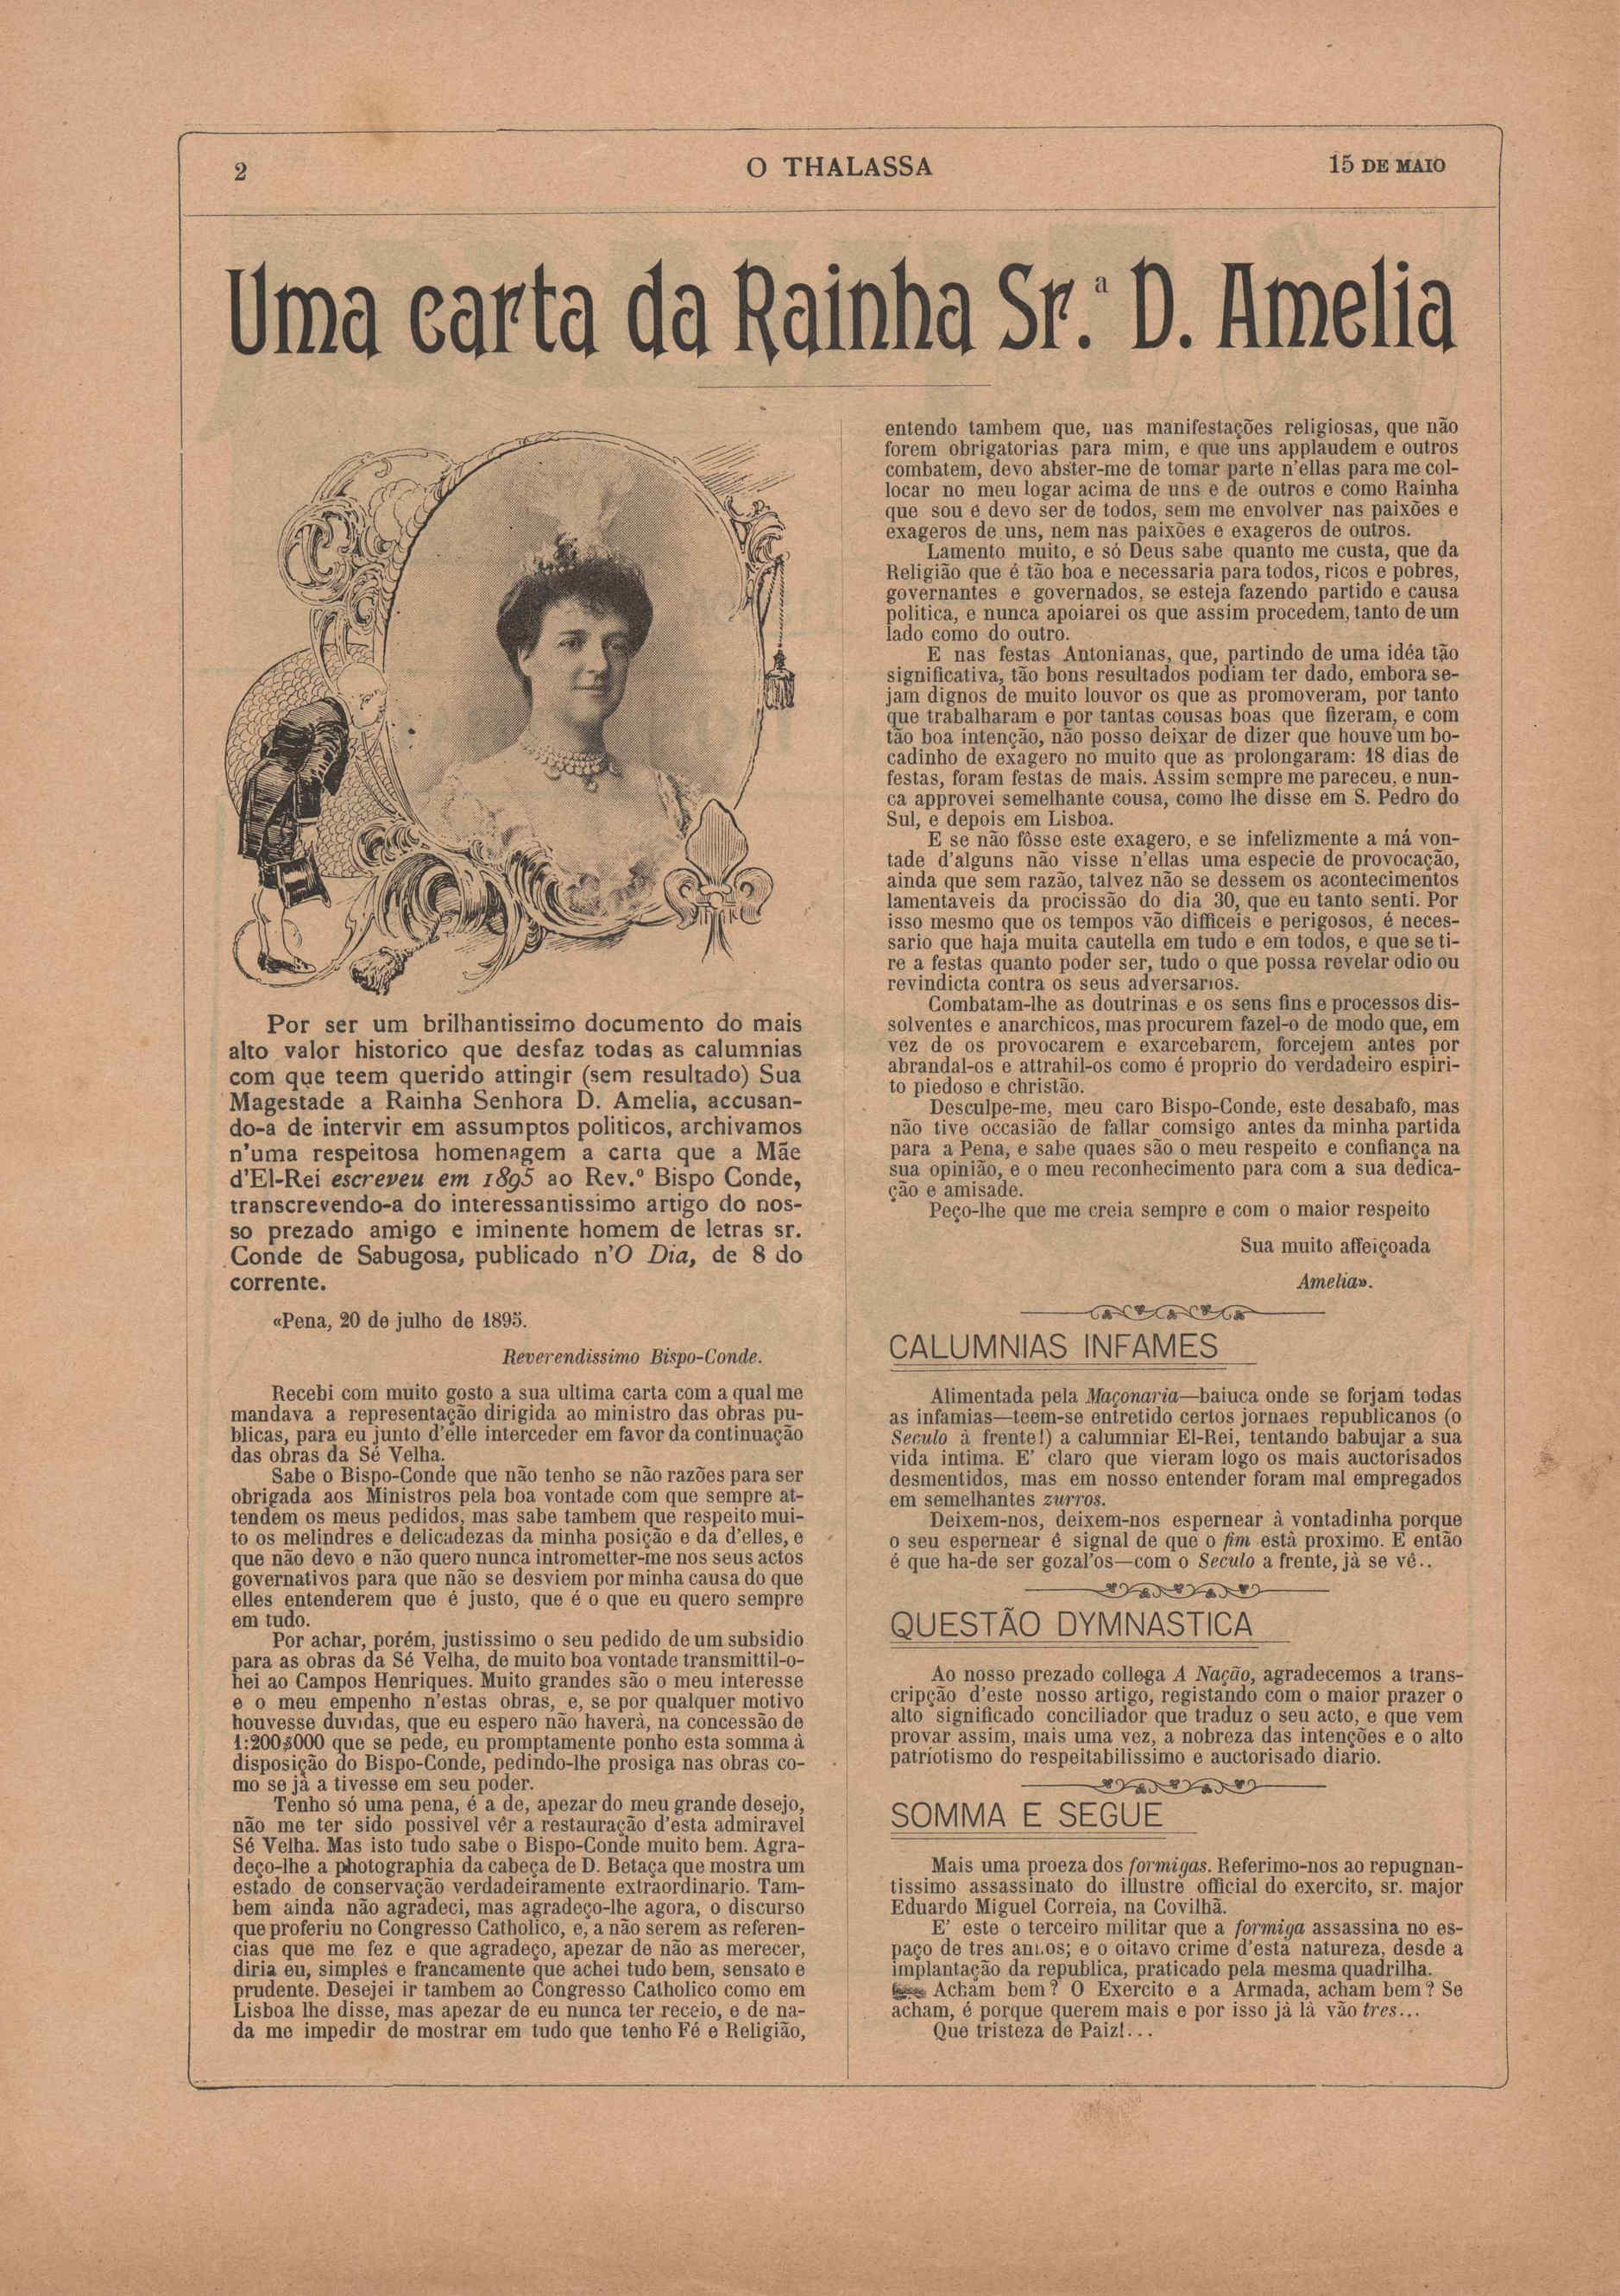 2
O THALASSA
15 DE MAIO
Uma carta da Rainha Sr.ª D. Amelia
Por ser um brilhantissimo documento do mais
alto valor historico que desfaz todas as calumnias
com que teem querido attingir (sem resultado) Sua
Magestade a Rainha Senhora D. Amelia, accusan-
do-a de intervir em assumptos politicos, archivamos
n'uma respeitosa homenagem a carta que a Mãe
d'El-Rei escreveu em 1895 ao Rev.º Bispo Conde,
transcrevendo-a do interessantissimo artigo do nos-
so prezado amigo e iminente homem de letras sr.
Conde de Sabugosa, publicado n'O Dia, de 8 do
corrente.
«Pena, 20 de julho de 1895.
Reverendissimo Bispo-Conde.
Recebi com muito gosto a sua ultima carta com a qual me
mandava a representação dirigida ao ministro das obras pu-
blicas, para eu junto d'elle interceder em favor da continuação
das obras da Sé Velha.
Sabe o Bispo-Conde que não tenho se não razões para ser
obrigada aos Ministros pela boa vontade com que sempre at-
tendem os meus pedidos, mas sabe tambem que respeito mui-
to os melindres e delicadezas da minha posição e da d'elles, e
que não devo e não quero nunca intrometter-me nos seus actos
governativos para que não se desviem por minha causa do que
elles entenderem que é justo, que é o que eu quero sempre
em tudo.
Por achar, porém, justissimo o seu pedido de um subsidio
para as obras da Sé Velha, de muito boa vontade transmittil-o-
hei ao Campos Henriques. Muito grandes são o meu interesse
e o meu empenho n'estas obras, e, se por qualquer motivo
houvesse duvidas, que eu espero não haverà, na concessão de
1:200$000 que se pede, eu promptamente ponho esta somma à
disposição do Bispo-Conde, pedindo-lhe prosiga nas obras co-
mo se jà a tivesse em seu poder.
Tenho só uma pena, é a de, apezar do meu grande desejo,
não me ter sido possivel vêr a restauração d'esta admiravel
Sé Velha. Mas isto tudo sabe o Bispo-Conde muito bem. Agra-
deço-lhe a photographia da cabeça de D. Betaça que mostra um
estado de conservação verdadeiramente extraordinario. Tam-
bem ainda não agradeci, mas agradeço-lhe agora, o discurso
que proferiu no Congresso Catholico, e, a não serem as referen-
cias que me fez e que agradeço, apezar de não as merecer,
diria eu, simples e francamente que achei tudo bem, sensato e
prudente. Desejei ir tambem ao Congresso Catholico como em
Lisboa lhe disse, mas apezar de eu nunca ter receio, e de na-
da me impedir de mostrar em tudo que tenho Fé e Religião,
entendo tambem que, nas manifestações religiosas, que não
forem obrigatorias para mim, e que uns applaudem e outros
combatem, devo abster-me de tomar parte n'ellas para me col-
locar no meu logar acima de uns e de outros e como Rainha
que sou e devo ser de todos, sem me envolver nas paixões e
exageros de uns, nem nas paixões e exageros de outros.
Lamento muito, e só Deus sabe quanto me custa, que da
Religião que é tão boa e necessaria para todos, ricos e pobres,
governantes e governados, se esteja fazendo partido e causa
politica, e nunca apoiarei os que assim procedem, tanto de um
lado como do outro.
E nas festas Antonianas, que, partindo de uma idéa tão
significativa, tão bons resultados podiam ter dado, embora se-
jam dignos de muito louvor os que as promoveram, por tanto
que trabalharam e por tantas cousas boas que fizeram, e com
tão boa intenção, não posso deixar de dizer que houve um bo-
cadinho de exagero no muito que as prolongaram: 18 dias de
festas, foram festas de mais. Assim sempre me pareceu, e nun-
ca approvei semelhante cousa, como lhe disse em S. Pedro do
Sul, e depois em Lisboa.
E se não fôsse este exagero, e se infelizmente a má von-
tade d'alguns não visse n'ellas uma especie de provocação,
ainda que sem razão, talvez não se dessem os acontecimentos
lamentaveis da procissão do dia 30, que eu tanto senti. Por
isso mesmo que os tempos vão difficeis e perigosos, é neces-
sario que haja muita cautella em tudo e em todos, e que se ti-
re a festas quanto poder ser, tudo o que possa revelar odio ou
revindicta contra os seus adversarios.
Combatam-lhe as doutrinas e os sens fins e processos dis-
solventes e anarchicos, mas procurem fazel-o de modo que, em
vez de os provocarem e exarcebarem, forcejem antes por
abrandal-os e attrahil-os como é proprio do verdadeiro espiri-
to piedoso e christão.
Desculpe-me, meu caro Bispo-Conde, este desabafo, mas
não tive occasião de fallar comsigo antes da minha partida
para a Pena, e sabe quaes são o meu respeito e confiança na
sua opinião, e o meu reconhecimento para com a sua dedica-
ção e amisade.
Peço-lhe que me creia sempre e com o maior respeito
Sua muito affeiçoada
Amelia».
CALUMNIAS INFAMES
Alimentada pela Maçonaria—baiuca onde se forjam todas
as infamias—teem-se entretido certos jornaes republicanos (o
Seculo à frente!) a calumniar El-Rei, tentando babujar a sua
vida intima. E' claro que vieram logo os mais auctorisados
desmentidos, mas em nosso entender foram mal empregados
em semelhantes zurros.
Deixem-nos, deixem-nos espernear à vontadinha porque
o seu espernear é signal de que o fim està proximo. E então
é que ha-de ser gozal'os—com o Seculo a frente, jà se vê..
QUESTÃO DYMNASTICA
Ao nosso prezado collega A Nação, agradecemos a trans-
cripção d'este nosso artigo, registando com o maior prazer o
alto significado conciliador que traduz o seu acto, e que vem
provar assim, mais uma vez, a nobreza das intenções e o alto
patriotismo do respeitabilissimo e auctorisado diario.
SOMMA E SEGUE
Mais uma proeza dos formigas. Referimo-nos ao repugnan-
tissimo assassinato do illustre official do exercito, sr. major
Eduardo Miguel Correia, na Covilhã.
E' este o terceiro militar que a formiga assassina no es-
paço de tres annos; e o oitavo crime d'esta natureza, desde a
implantação da republica, praticado pela mesma quadrilha.
Acham bem? O Exercito e a Armada, acham bem? Se
acham, é porque querem mais e por isso jà là vão tres...
Que tristeza de Paiz!...